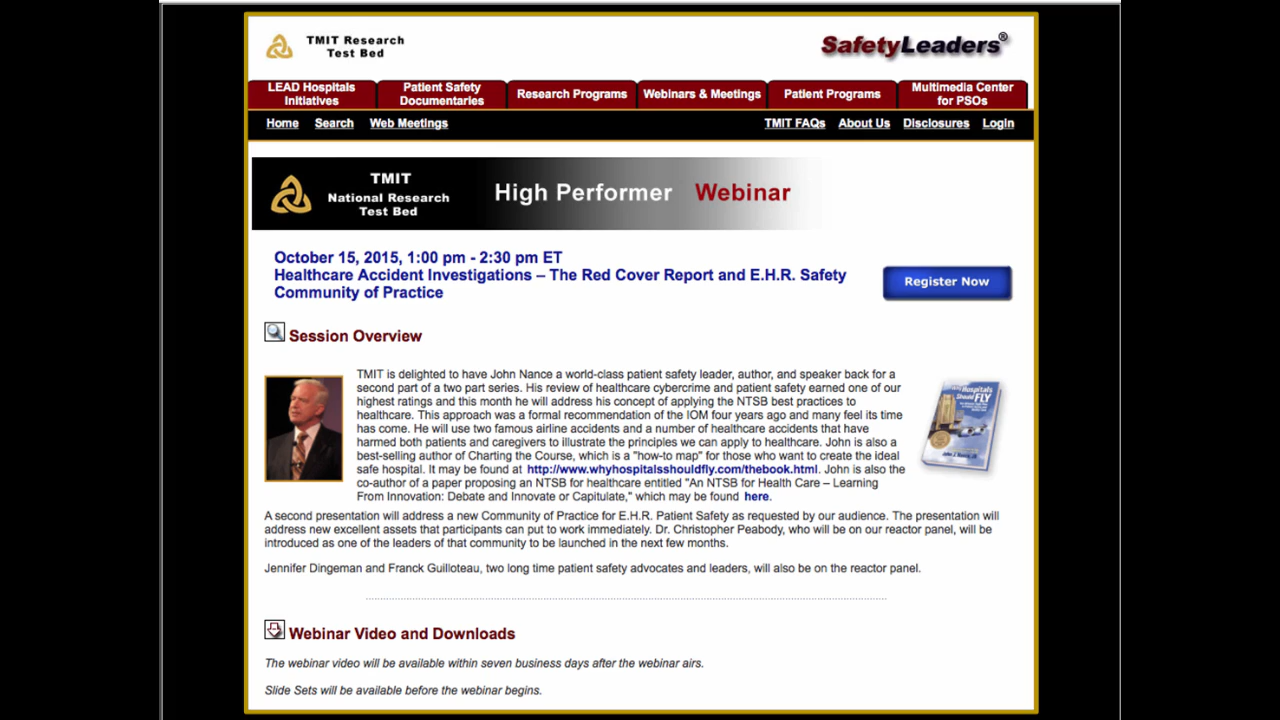 TMIT Research
Test Bed
SafetyLeaders®
LEAD Hospitals
Initiatives
Patient Safety
Documentaries
Research Programs
Webinars & Meetings
Patient Programs
Multimedia Center
for PSOs
Home
Search
Web Meetings
TMIT FAQs
About Us
Disclosures
Login
TMIT
National Research
Test Bed
High Performer Webinar
October 15, 2015, 1:00 pm - 2:30 pm ET
Healthcare Accident Investigations – The Red Cover Report and E.H.R. Safety
Community of Practice
Register Now
Session Overview
TMIT is delighted to have John Nance a world-class patient safety leader, author, and speaker back for a
second part of a two part series. His review of healthcare cybercrime and patient safety earned one of our
highest ratings and this month he will address his concept of applying the NTSB best practices to
healthcare. This approach was a formal recommendation of the IOM four years ago and many feel its time
has come. He will use two famous airline accidents and a number of healthcare accidents that have
harmed both patients and caregivers to illustrate the principles we can apply to healthcare. John is also a
best-selling author of Charting the Course, which is a "how-to map" for those who want to create the ideal
safe hospital. It may be found at http://www.whyhospitalsshouldfly.com/thebook.html. John is also the
co-author of a paper proposing an NTSB for healthcare entitled "An NTSB for Health Care – Learning
From Innovation: Debate and Innovate or Capitulate," which may be found here.
Hospitals
Should FLY
A second presentation will address a new Community of Practice for E.H.R. Patient Safety as requested by our audience. The presentation will
address new excellent assets that participants can put to work immediately. Dr. Christopher Peabody, who will be on our reactor panel, will be
introduced as one of the leaders of that community to be launched in the next few months.
Jennifer Dingeman and Franck Guilloteau, two long time patient safety advocates and leaders, will also be on the reactor panel.
Webinar Video and Downloads
The webinar video will be available within seven business days after the webinar airs.
Slide Sets will be available before the webinar begins.